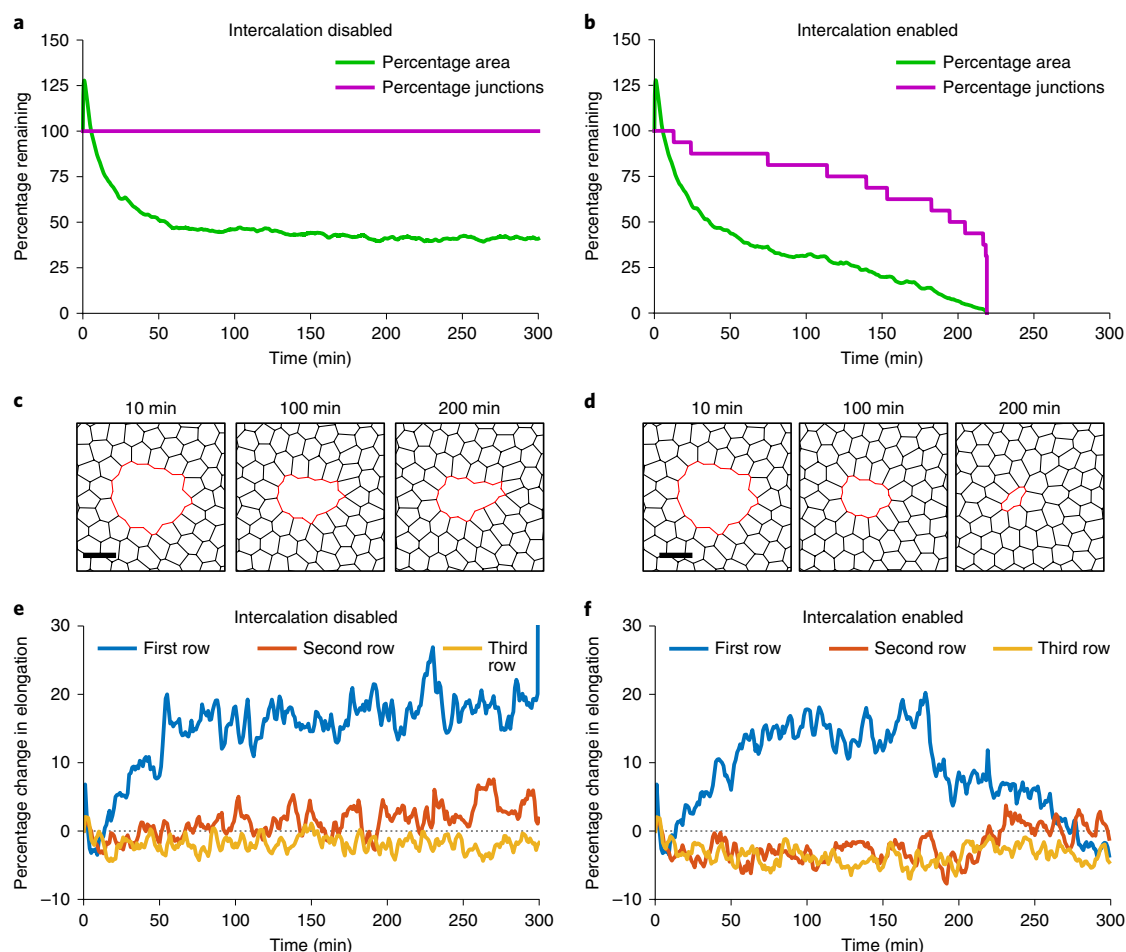 a
Intercalation disabled
150
125
100
75
50
25
0
Percentage remaining
Percentage area
Percentage junctions
0 50 100 150 200 250 300
Time (min)
b
Intercalation enabled
150
125
100
75
50
25
0
Percentage remaining
Percentage area
Percentage junctions
0 50 100 150 200 250 300
Time (min)
c
10 min 100 min 200 min
d
10 min 100 min 200 min
e
Intercalation disabled
30
20
10
0
–10
Percentage change in elongation
First row Second row Third
row
0 50 100 150 200 250 300
Time (min)
f
Intercalation enabled
30
20
10
0
–10
Percentage change in elongation
First row Second row Third row
0 50 100 150 200 250 300
Time (min)